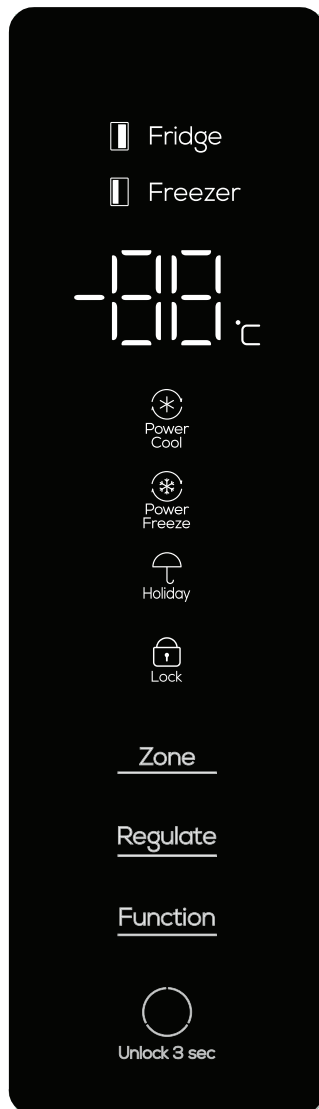 Fridge
Freezer
-88 °C
Power
Cool
Power
Freeze
Holiday
Lock
Zone
Regulate
Function
Unlock 3 sec